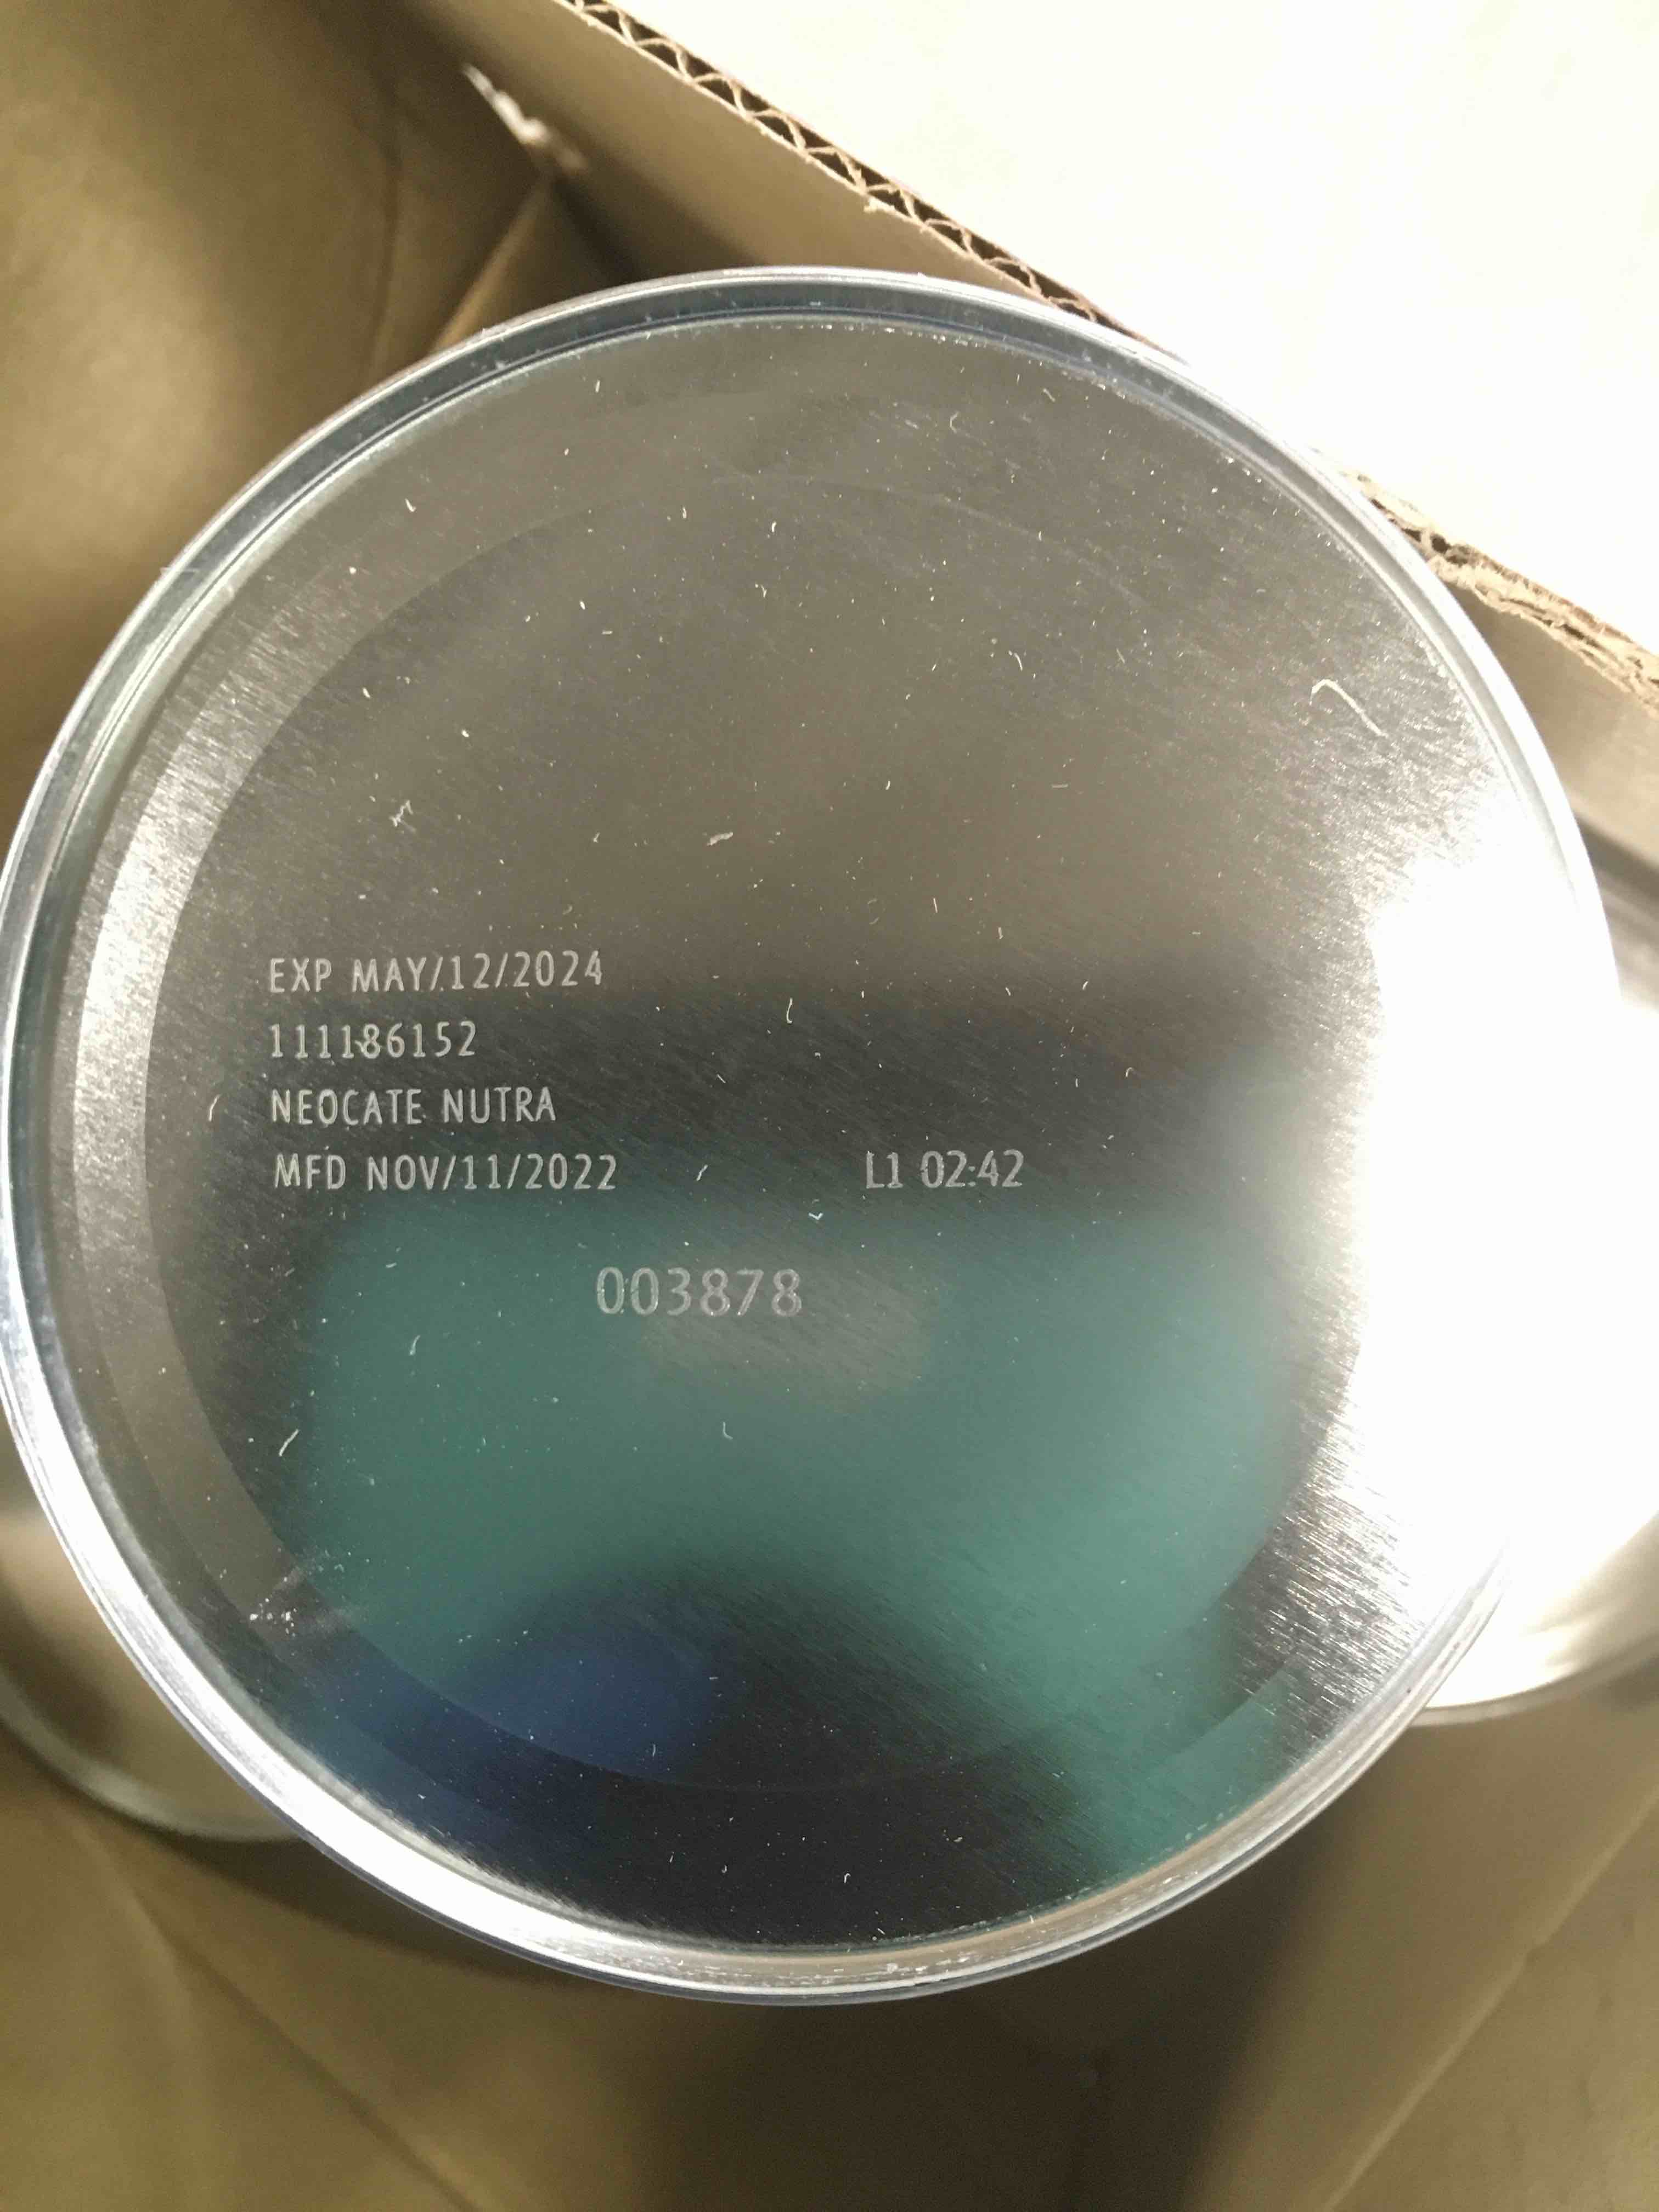 EXP MAY/12/2024
111186152
NEOCATE NUTRA
MFD NOV/11/2022 L1 02:42
003878